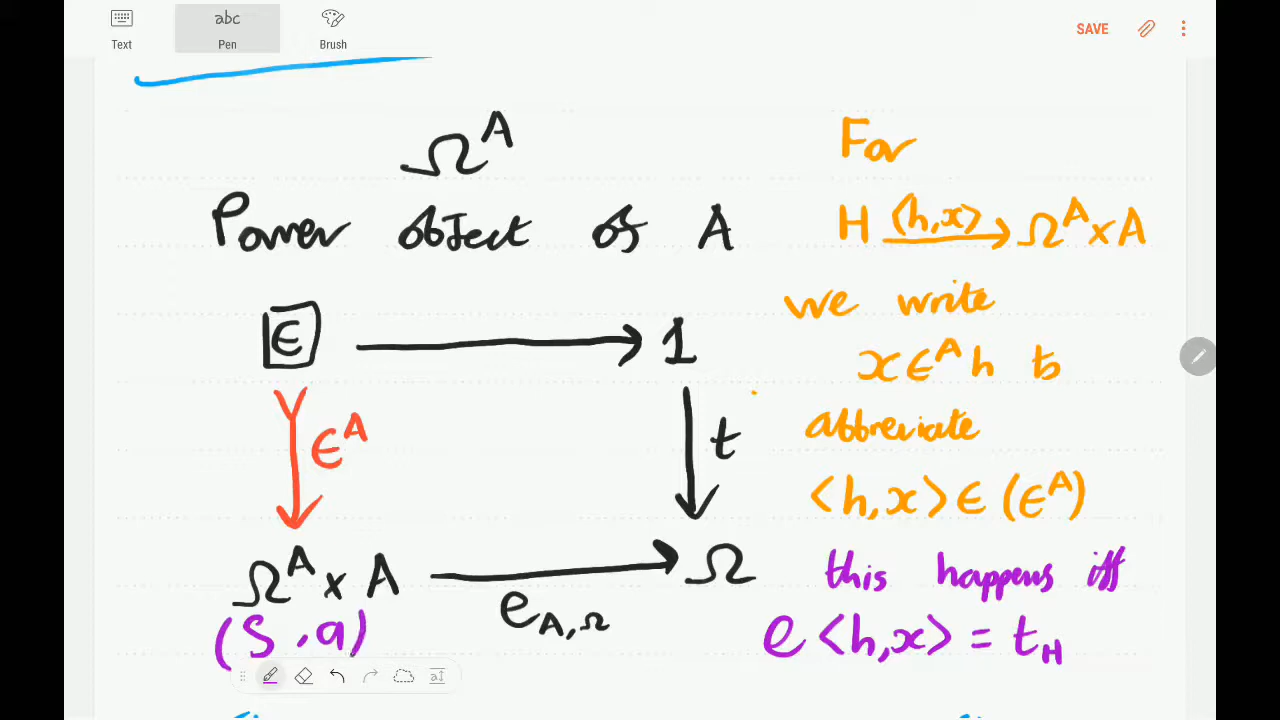 Text
abc
Pen
Brush
SAVE
Ω^A
Power object of A
∈ → 1
∈^A
t
Ω^A × A → Ω
e_{A,Ω}
(S, a)
For
H ⟨h,x⟩ → Ω^A × A
we write
x ∈^A h to
abbreviate
<h,x> ∈ (∈^A)
this happens iff
e <h,x> = t_H